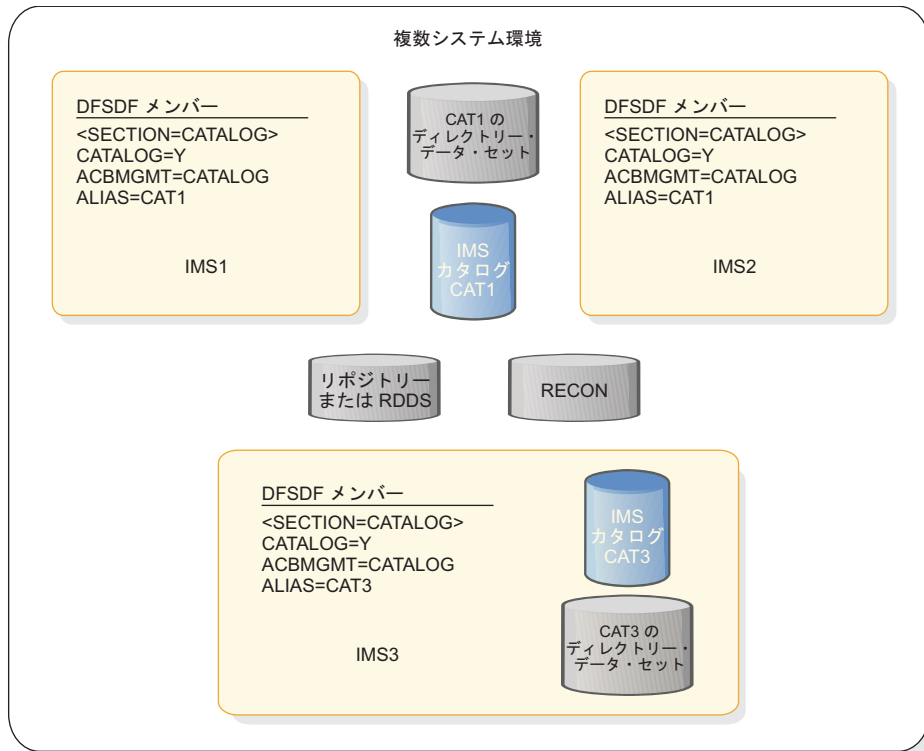 複数システム環境
DFSDF メンバー
<SECTION=CATALOG>
CATALOG=Y
ACBMGMT=CATALOG
ALIAS=CAT1
IMS1
CAT1 の
ディレクトリー・
データ・セット
IMS
カタログ
CAT1
DFSDF メンバー
<SECTION=CATALOG>
CATALOG=Y
ACBMGMT=CATALOG
ALIAS=CAT1
IMS2
リポジトリー
または RDDS
RECON
DFSDF メンバー
<SECTION=CATALOG>
CATALOG=Y
ACBMGMT=CATALOG
ALIAS=CAT3
IMS3
IMS
カタログ
CAT3
CAT3 の
ディレクトリー・
データ・セット